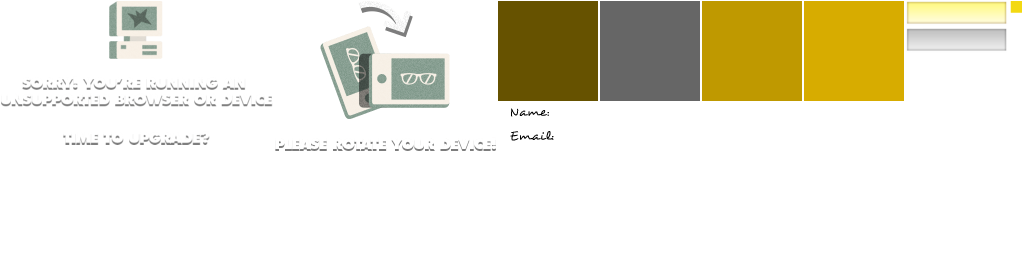 SORRY! YOU'RE RUNNING AN
UNSUPPORTED BROWSER OR DEVICE
TIME TO UPGRADE?
PLEASE ROTATE YOUR DEVICE!
Name:
Email: